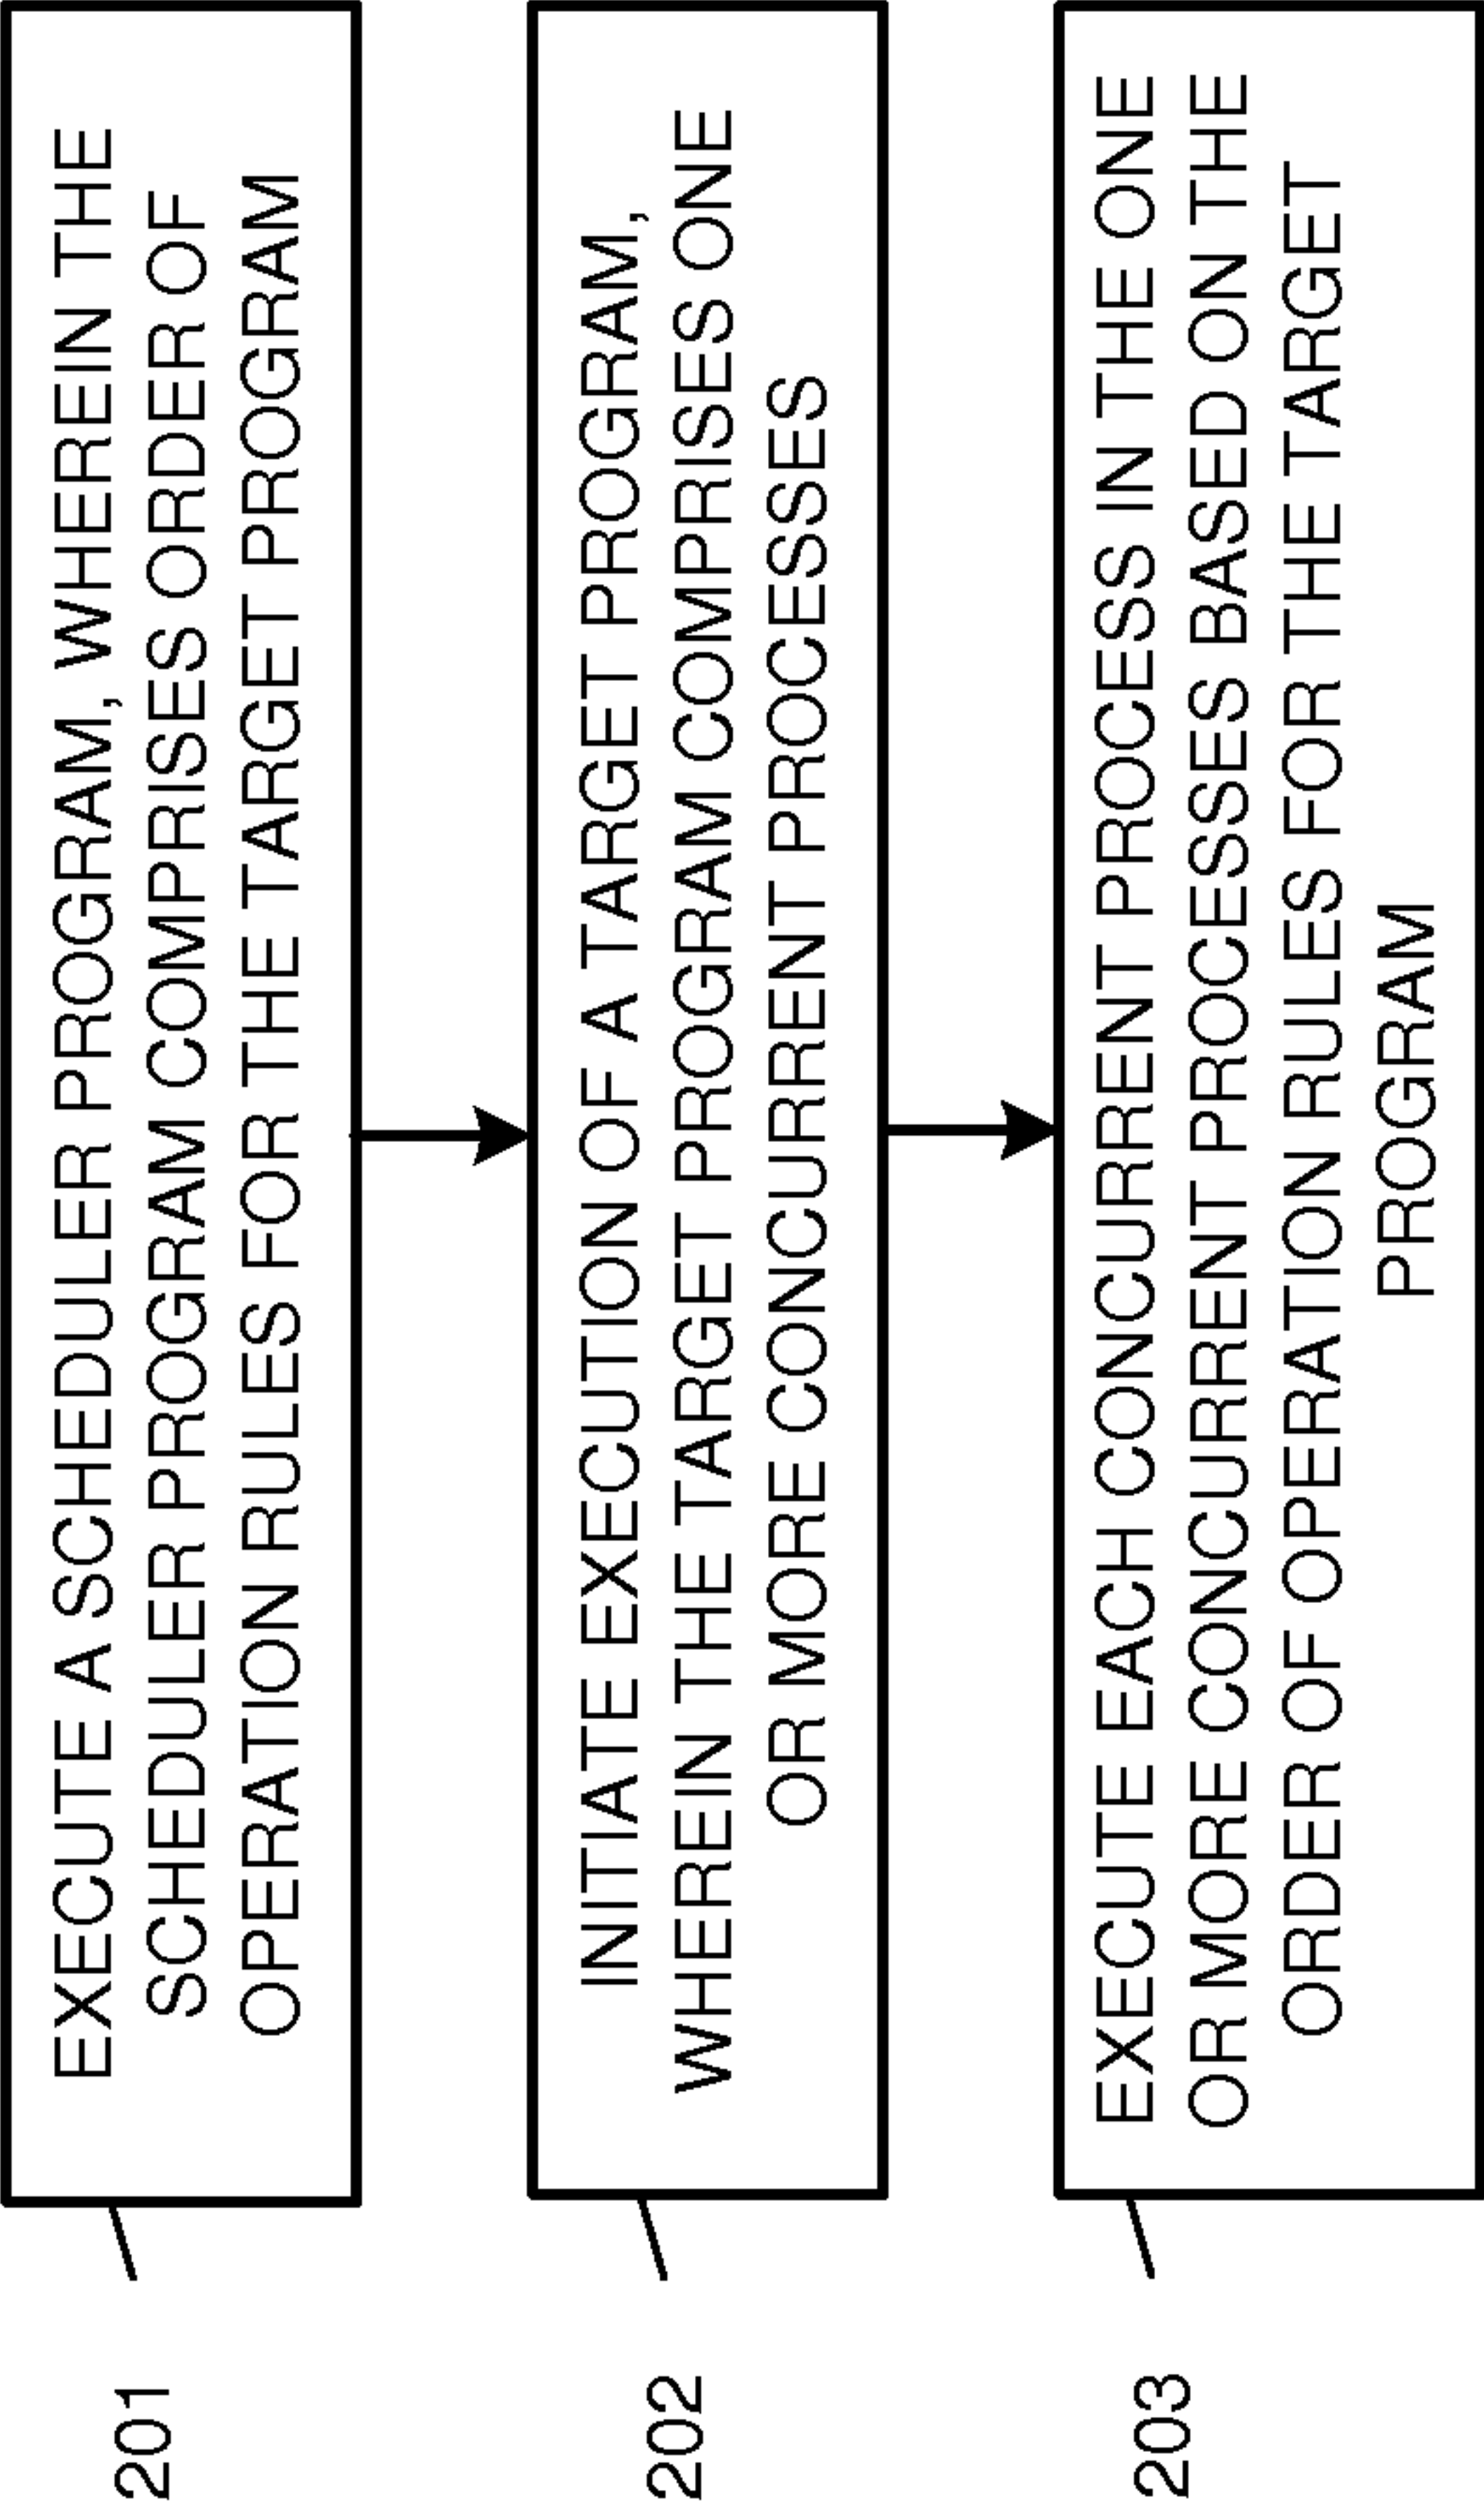 201
EXECUTE A SCHEDULER PROGRAM, WHEREIN THE
SCHEDULER PROGRAM COMPRISES ORDER OF
OPERATION RULES FOR THE TARGET PROGRAM
202
INITIATE EXECUTION OF A TARGET PROGRAM,
WHEREIN THE TARGET PROGRAM COMPRISES ONE
OR MORE CONCURRENT PROCESSES
203
EXECUTE EACH CONCURRENT PROCESS IN THE ONE
OR MORE CONCURRENT PROCESSES BASED ON THE
ORDER OF OPERATION RULES FOR THE TARGET
PROGRAM